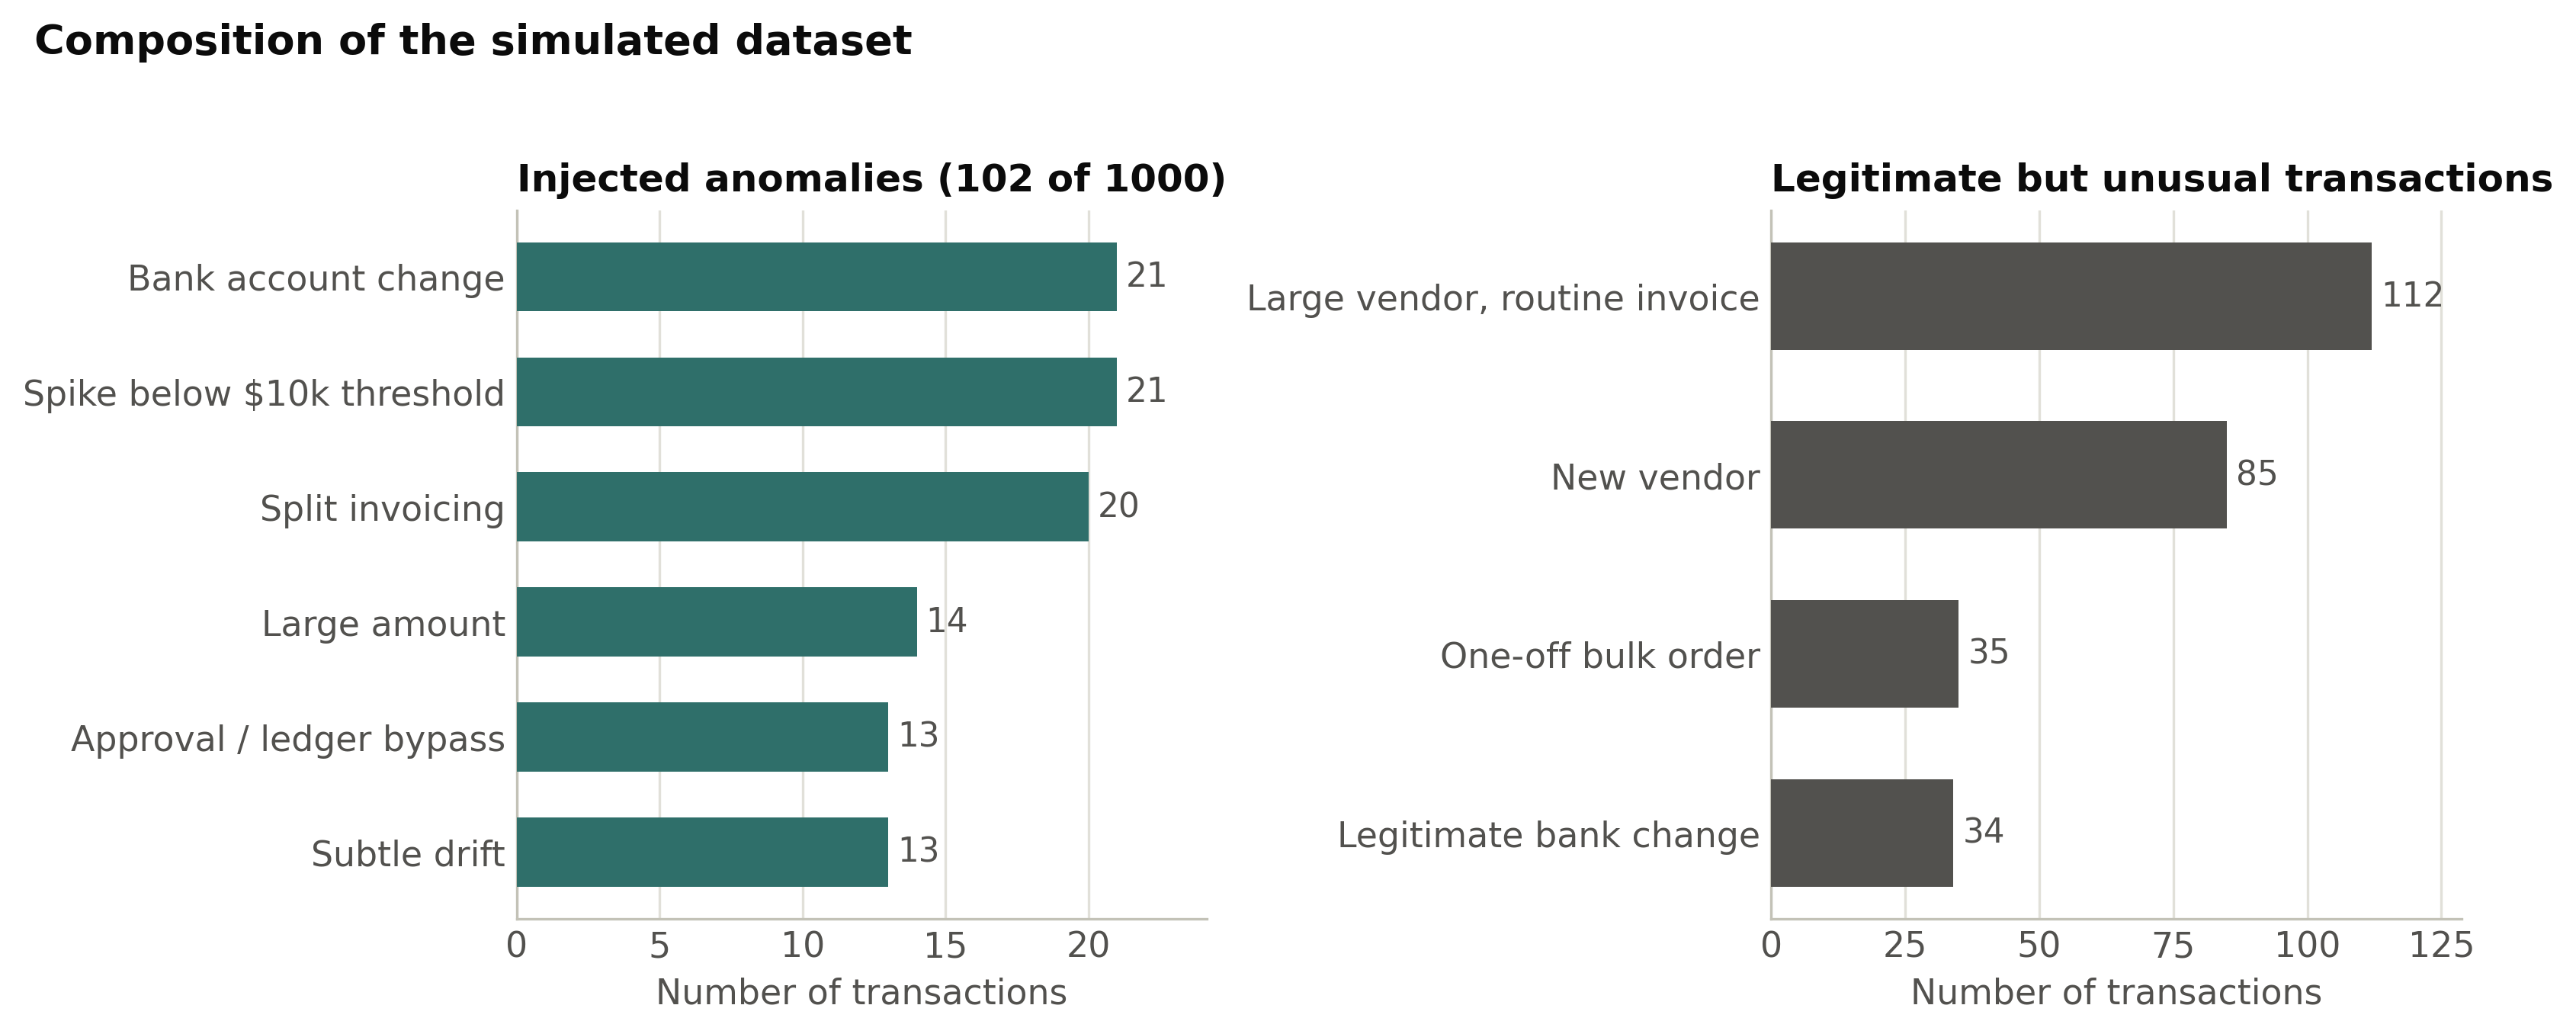 Composition of the simulated dataset
Injected anomalies (102 of 1000)
Bank account change 21
Spike below $10k threshold 21
Split invoicing 20
Large amount 14
Approval / ledger bypass 13
Subtle drift 13
0 5 10 15 20
Number of transactions
Legitimate but unusual transactions
Large vendor, routine invoice 112
New vendor 85
One-off bulk order 35
Legitimate bank change 34
0 25 50 75 100 125
Number of transactions